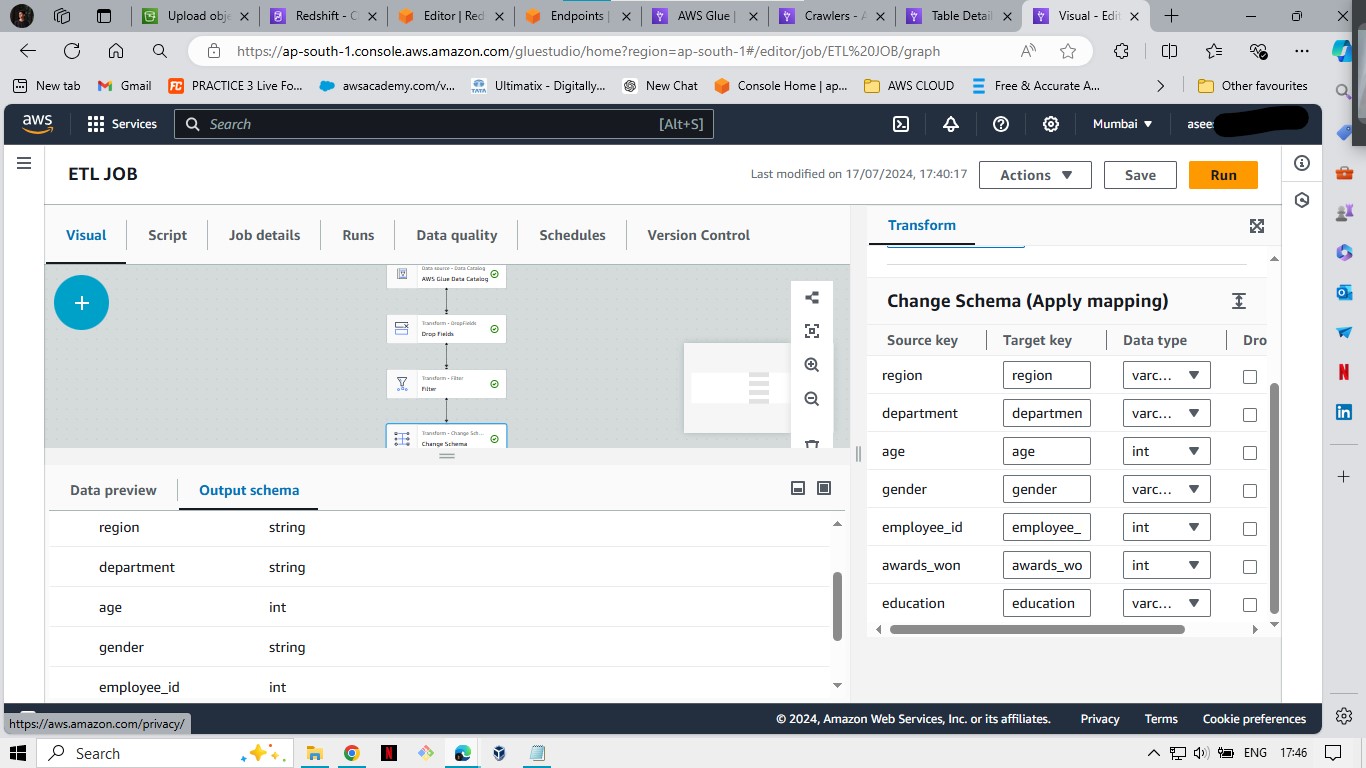 Upload obje
Redshift - C
Editor | Red
Endpoints |
AWS Glue |
Crawlers - A
Table Detail
Visual - Edit
https://ap-south-1.console.aws.amazon.com/gluestudio/home?region=ap-south-1#/editor/job/ETL%20JOB/graph
New tab
Gmail
PRACTICE 3 Live Fo...
awsacademy.com/v...
Ultimatix - Digitally...
New Chat
Console Home | ap...
AWS CLOUD
Free & Accurate A...
Other favourites
aws
Services
Search
[Alt+S]
Mumbai
asee
ETL JOB
Last modified on 17/07/2024, 17:40:17
Actions
Save
Run
Visual
Script
Job details
Runs
Data quality
Schedules
Version Control
Data source - Data Catalog
AWS Glue Data Catalog
Transform - DropFields
Drop Fields
Transform - Filter
Filter
Transform - Change Sch...
Change Schema
Data preview
Output schema
region string
department string
age int
gender string
employee_id int
Transform
Change Schema (Apply mapping)
Source key Target key Data type Dro
region region varc...
department departmen varc...
age age int
gender gender varc...
employee_id employee_ int
awards_won awards_wo int
education education varc...
https://aws.amazon.com/privacy/
© 2024, Amazon Web Services, Inc. or its affiliates.
Privacy
Terms
Cookie preferences
Search
ENG
17:46